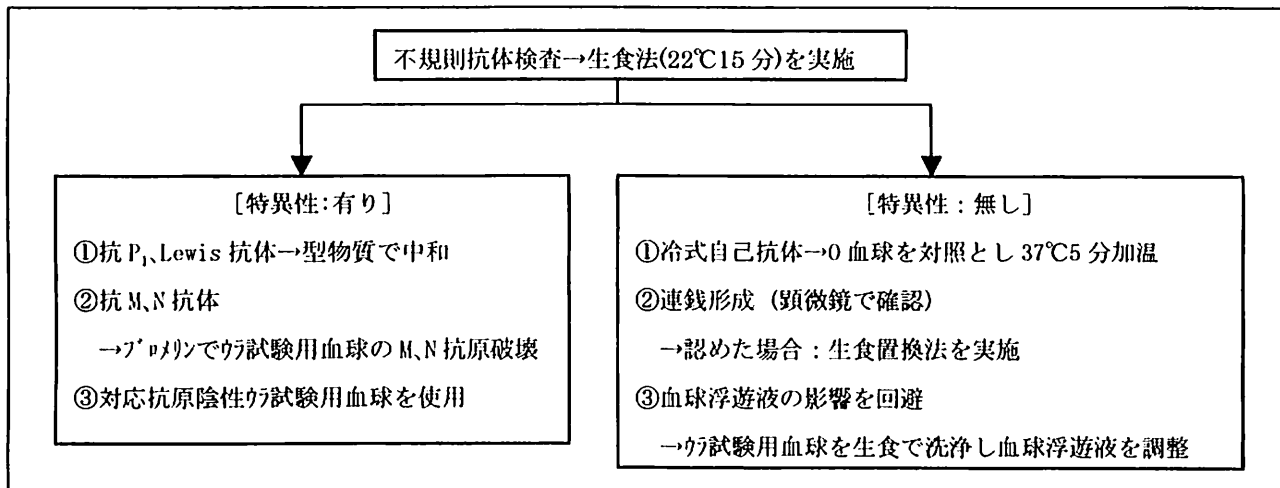 不規則抗体検査→生食法(22℃15分)を実施
[特異性:有り]
①抗P₁、Lewis抗体→型物質で中和
②抗M、N抗体
→ﾌﾞﾛﾒﾘﾝでｳﾗ試験用血球のM、N抗原破壊
③対応抗原陰性ｳﾗ試験用血球を使用
[特異性：無し]
①冷式自己抗体→O血球を対照とし37℃5分加温
②連銭形成（顕微鏡で確認）
→認めた場合：生食置換法を実施
③血球浮遊液の影響を回避
→ｳﾗ試験用血球を生食で洗浄し血球浮遊液を調整